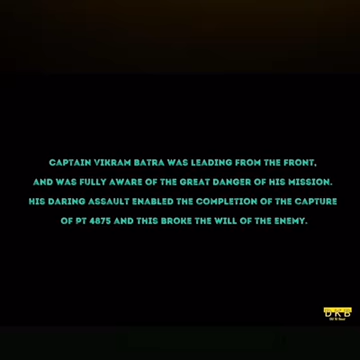 CAPTAIN VIKRAM BATRA WAS LEADING FROM THE FRONT,
AND WAS FULLY AWARE OF THE GREAT DANGER OF HIS MISSION.
HIS DARING ASSAULT ENABLED THE COMPLETION OF THE CAPTURE
OF PT 4875 AND THIS BROKE THE WILL OF THE ENEMY.
DKB